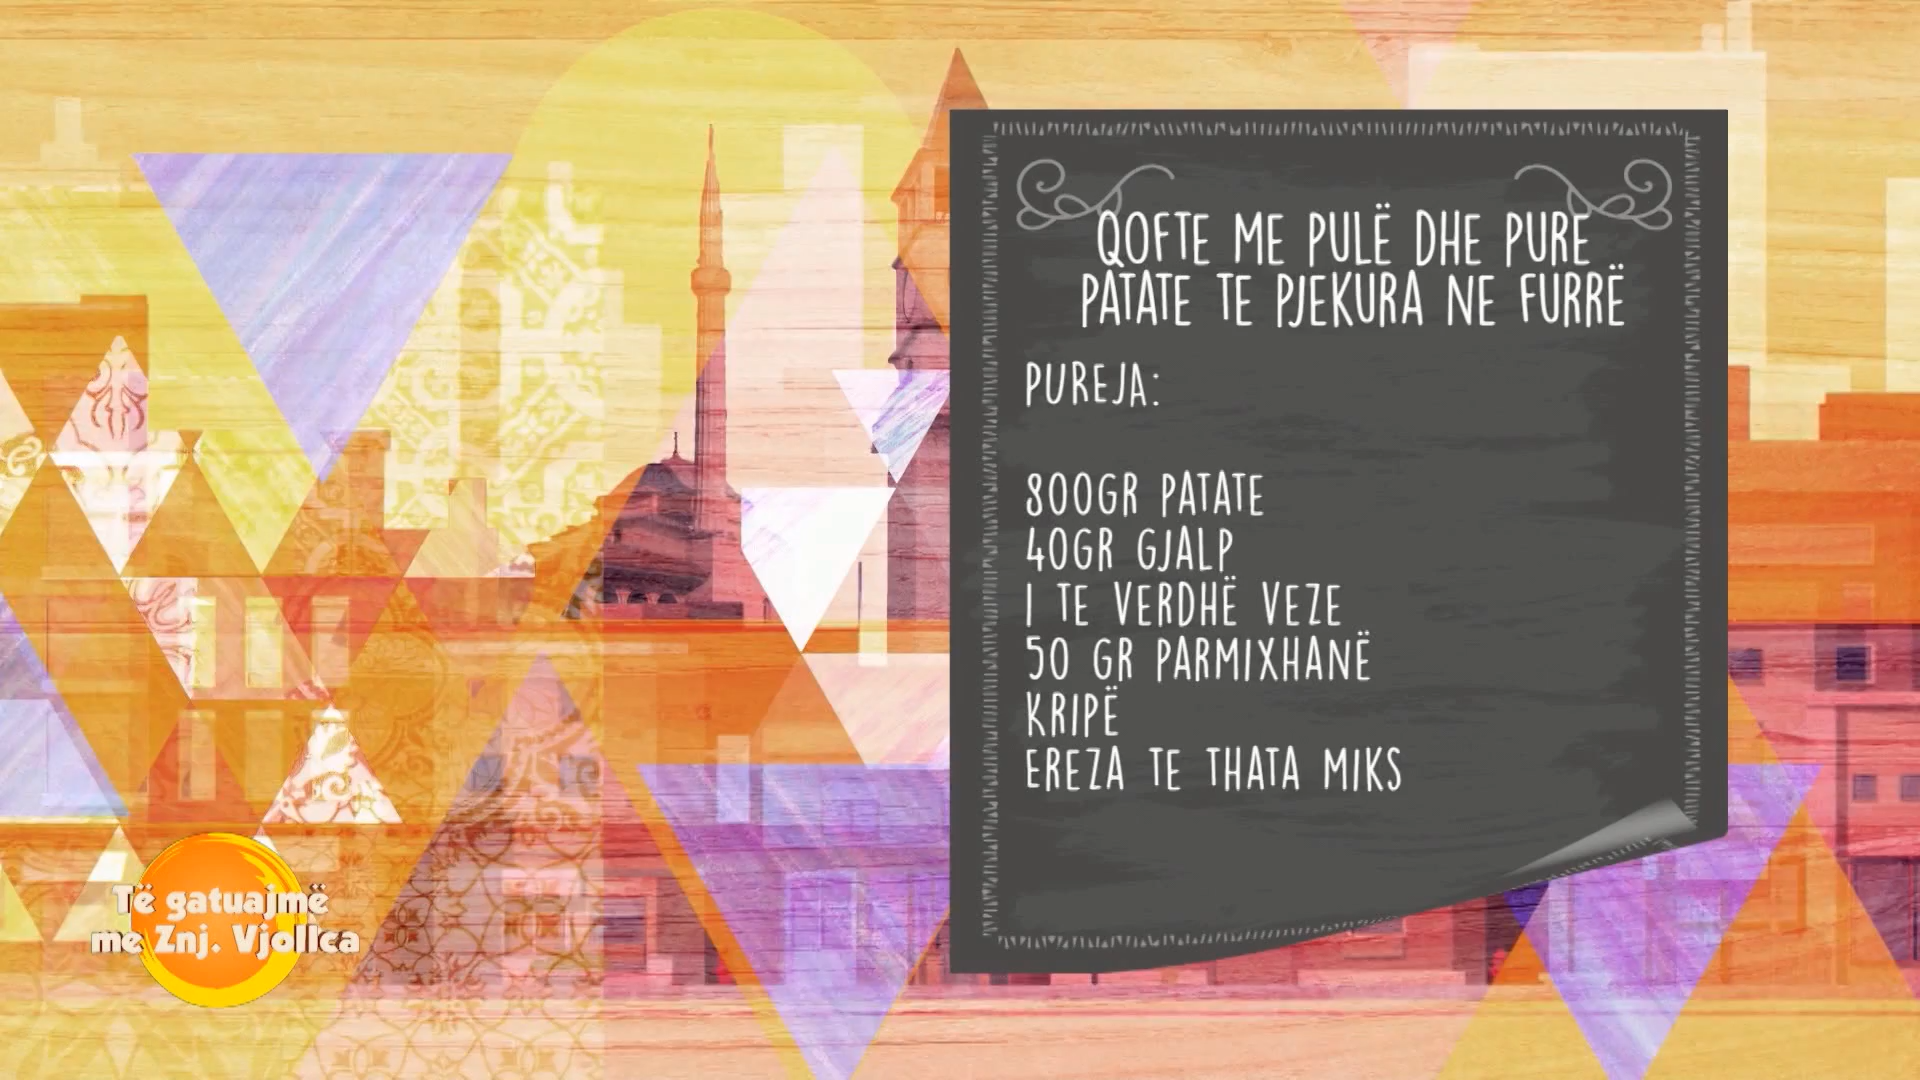 QOFTE ME PULË DHE PURE
PATATE TE PJEKURA NE FURRË
PUREJA:
800GR PATATE
40GR GJALP
1 TE VERDHË VEZE
50 GR PARMIXHANË
KRIPË
EREZA TE THATA MIKS
Të gatuajmë
me Znj. Vjollca